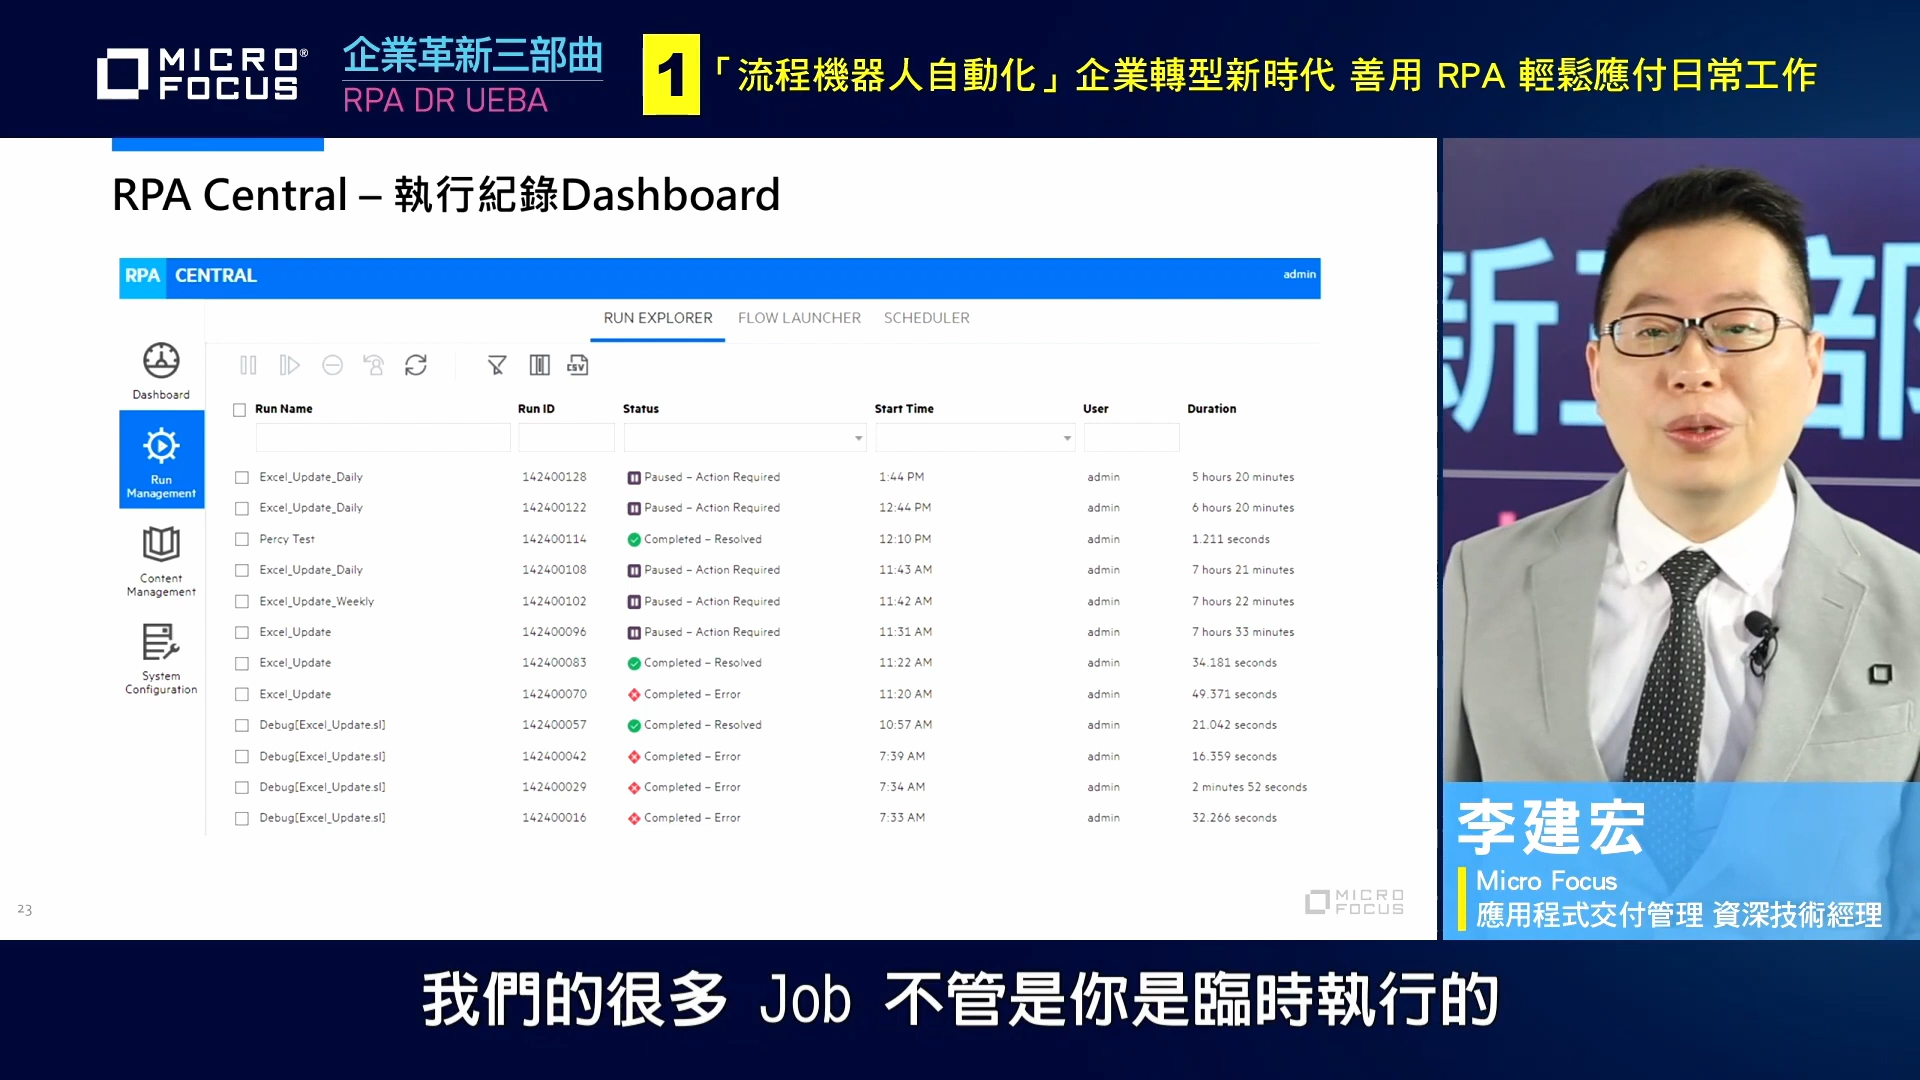 MICRO FOCUS®
企業革新三部曲
RPA DR UEBA
1 「流程機器人自動化」企業轉型新時代 善用 RPA 輕鬆應付日常工作
RPA Central – 執行紀錄Dashboard
RPA CENTRAL admin
RUN EXPLORER FLOW LAUNCHER SCHEDULER
CSV
Dashboard
Run Management
Content Management
System Configuration
Run Name Run ID Status Start Time User Duration
Excel_Update_Daily 142400128 Paused – Action Required 1:44 PM admin 5 hours 20 minutes
Excel_Update_Daily 142400122 Paused – Action Required 12:44 PM admin 6 hours 20 minutes
Percy Test 142400114 Completed – Resolved 12:10 PM admin 1.211 seconds
Excel_Update_Daily 142400108 Paused – Action Required 11:43 AM admin 7 hours 21 minutes
Excel_Update_Weekly 142400102 Paused – Action Required 11:42 AM admin 7 hours 22 minutes
Excel_Update 142400096 Paused – Action Required 11:31 AM admin 7 hours 33 minutes
Excel_Update 142400083 Completed – Resolved 11:22 AM admin 34.181 seconds
Excel_Update 142400070 Completed – Error 11:20 AM admin 49.371 seconds
Debug[Excel_Update.sl] 142400057 Completed – Resolved 10:57 AM admin 21.042 seconds
Debug[Excel_Update.sl] 142400042 Completed – Error 7:39 AM admin 16.359 seconds
Debug[Excel_Update.sl] 142400029 Completed – Error 7:34 AM admin 2 minutes 52 seconds
Debug[Excel_Update.sl] 142400016 Completed – Error 7:33 AM admin 32.266 seconds
23
MICRO FOCUS
新三部
李建宏
Micro Focus
應用程式交付管理 資深技術經理
我們的很多 Job 不管是你是臨時執行的